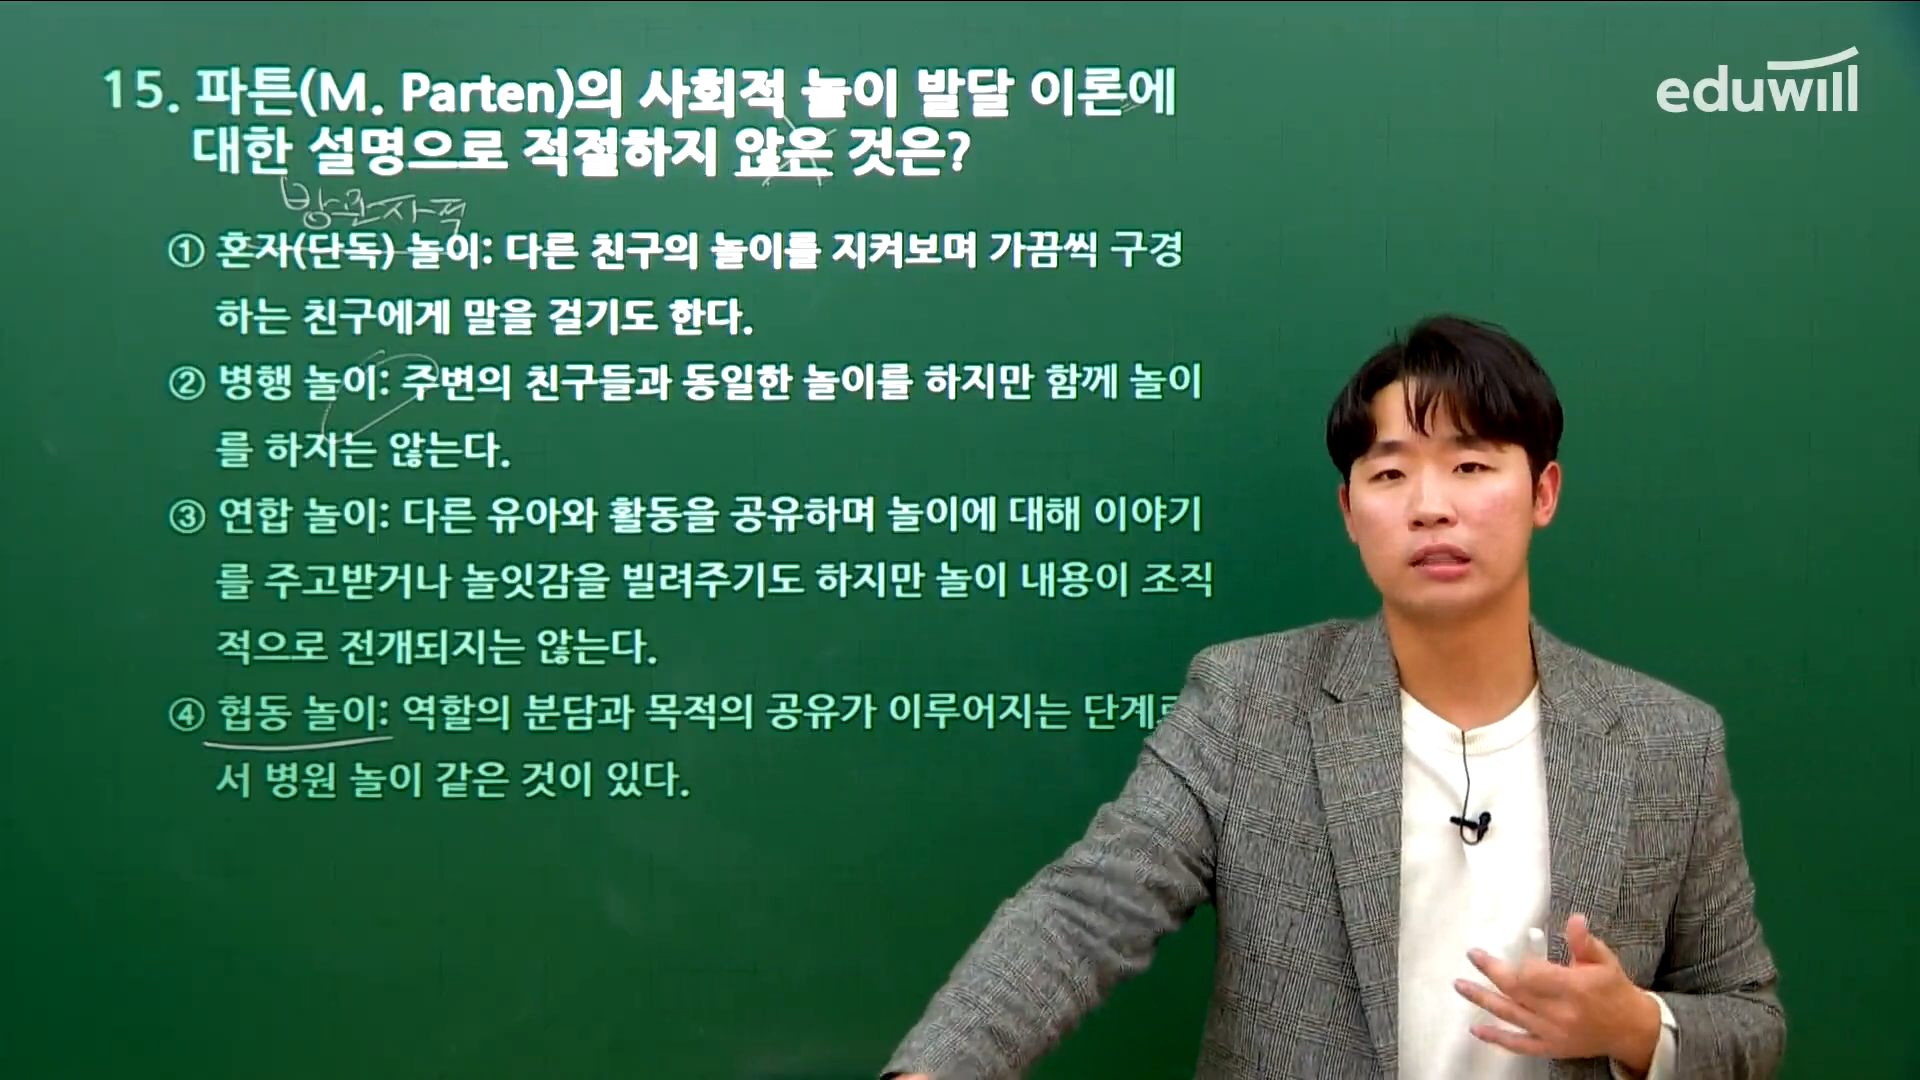 eduwill
15. 파튼(M. Parten)의 사회적 놀이 발달 이론에
대한 설명으로 적절하지 않은 것은?
방관자적
① 혼자(단독) 놀이: 다른 친구의 놀이를 지켜보며 가끔씩 구경
하는 친구에게 말을 걸기도 한다.
② 병행 놀이: 주변의 친구들과 동일한 놀이를 하지만 함께 놀이
를 하지는 않는다.
③ 연합 놀이: 다른 유아와 활동을 공유하며 놀이에 대해 이야기
를 주고받거나 놀잇감을 빌려주기도 하지만 놀이 내용이 조직
적으로 전개되지는 않는다.
④ 협동 놀이: 역할의 분담과 목적의 공유가 이루어지는 단계로
서 병원 놀이 같은 것이 있다.